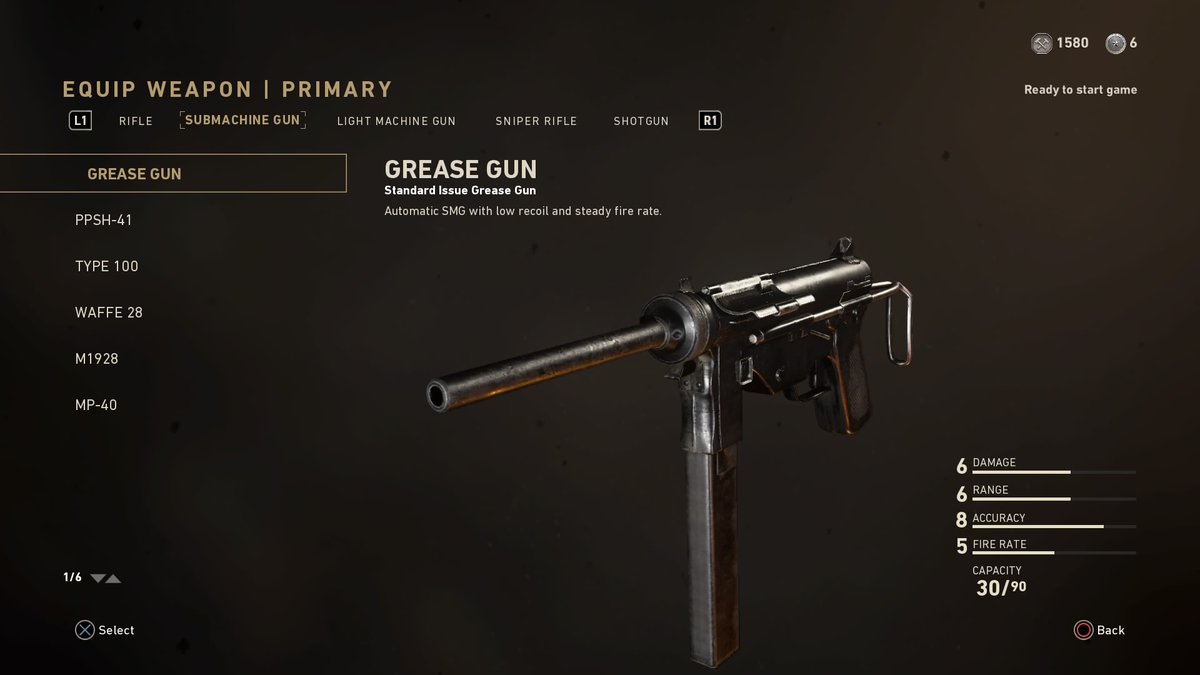 1580 6
EQUIP WEAPON | PRIMARY
Ready to start game
L1 RIFLE SUBMACHINE GUN LIGHT MACHINE GUN SNIPER RIFLE SHOTGUN R1
GREASE GUN
PPSH-41
TYPE 100
WAFFE 28
M1928
MP-40
GREASE GUN
Standard Issue Grease Gun
Automatic SMG with low recoil and steady fire rate.
6 DAMAGE
6 RANGE
8 ACCURACY
5 FIRE RATE
CAPACITY
30/90
1/6
Select
Back